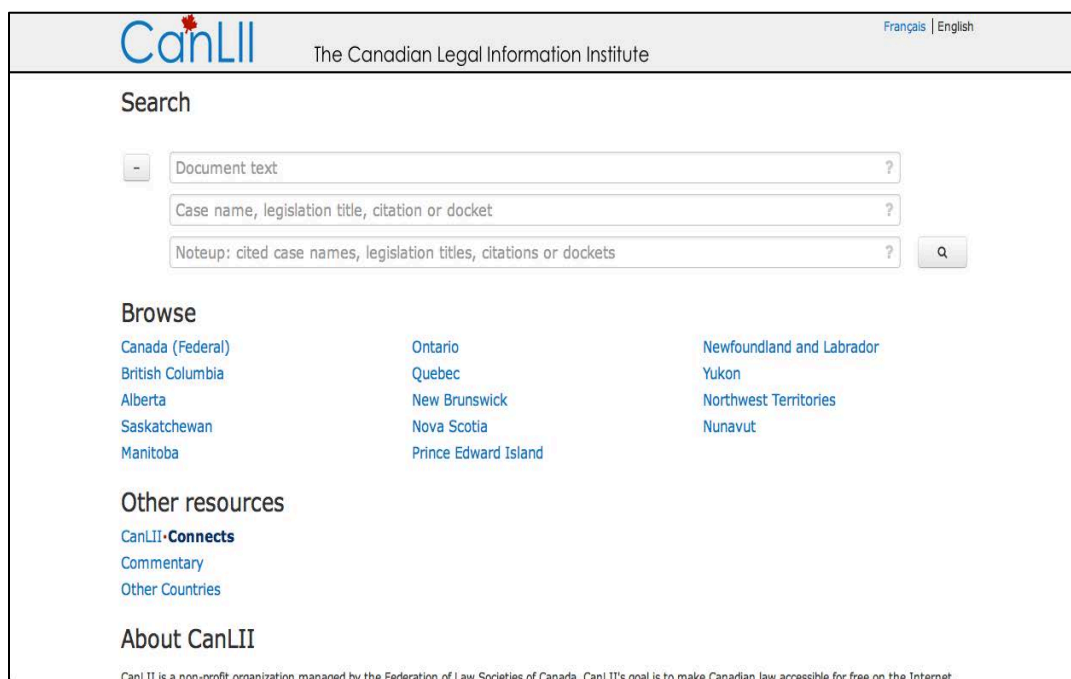 CanLII
The Canadian Legal Information Institute
Français | English
Search
-
Document text ?
Case name, legislation title, citation or docket ?
Noteup: cited case names, legislation titles, citations or dockets ?
Browse
Canada (Federal)
British Columbia
Alberta
Saskatchewan
Manitoba
Ontario
Quebec
New Brunswick
Nova Scotia
Prince Edward Island
Newfoundland and Labrador
Yukon
Northwest Territories
Nunavut
Other resources
CanLII·Connects
Commentary
Other Countries
About CanLII
CanLII is a non-profit organization managed by the Federation of Law Societies of Canada. CanLII's goal is to make Canadian law accessible for free on the Internet.